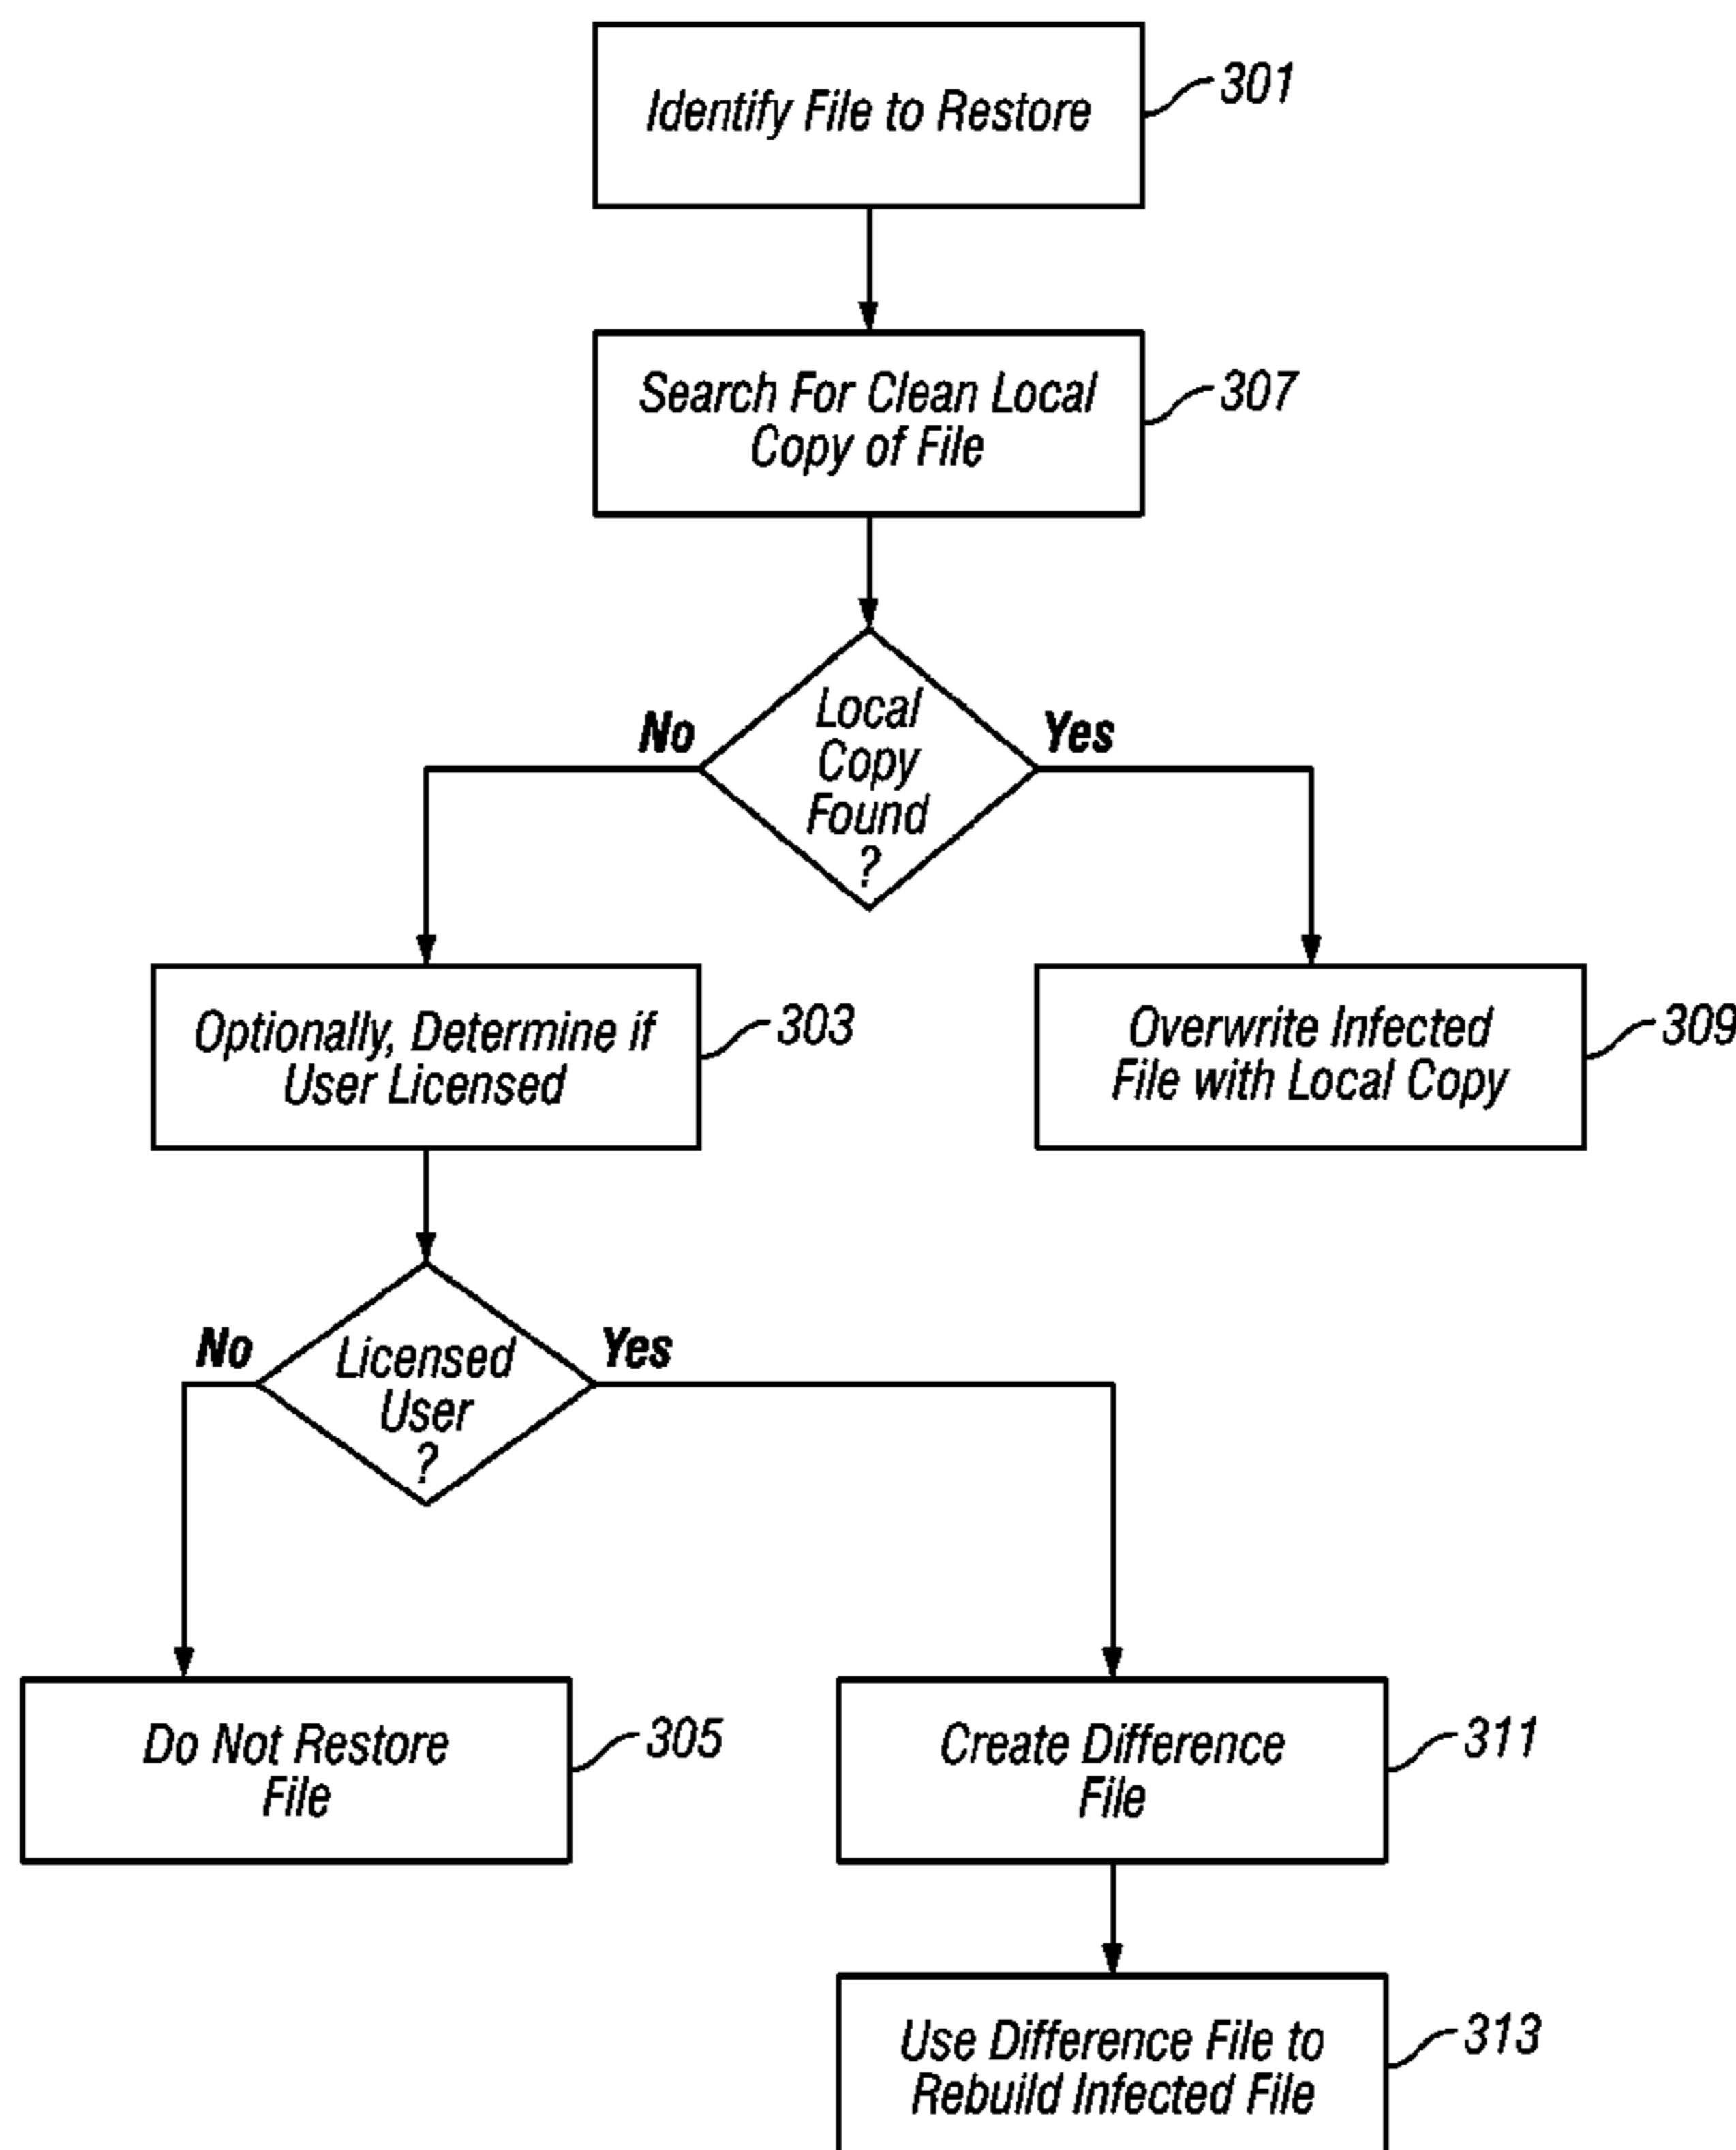 Identify File to Restore
301
Search For Clean Local
Copy of File
307
Local
Copy
Found
?
No
Yes
Optionally, Determine if
User Licensed
303
Overwrite Infected
File with Local Copy
309
Licensed
User
?
No
Yes
Do Not Restore
File
305
Create Difference
File
311
Use Difference File to
Rebuild Infected File
313